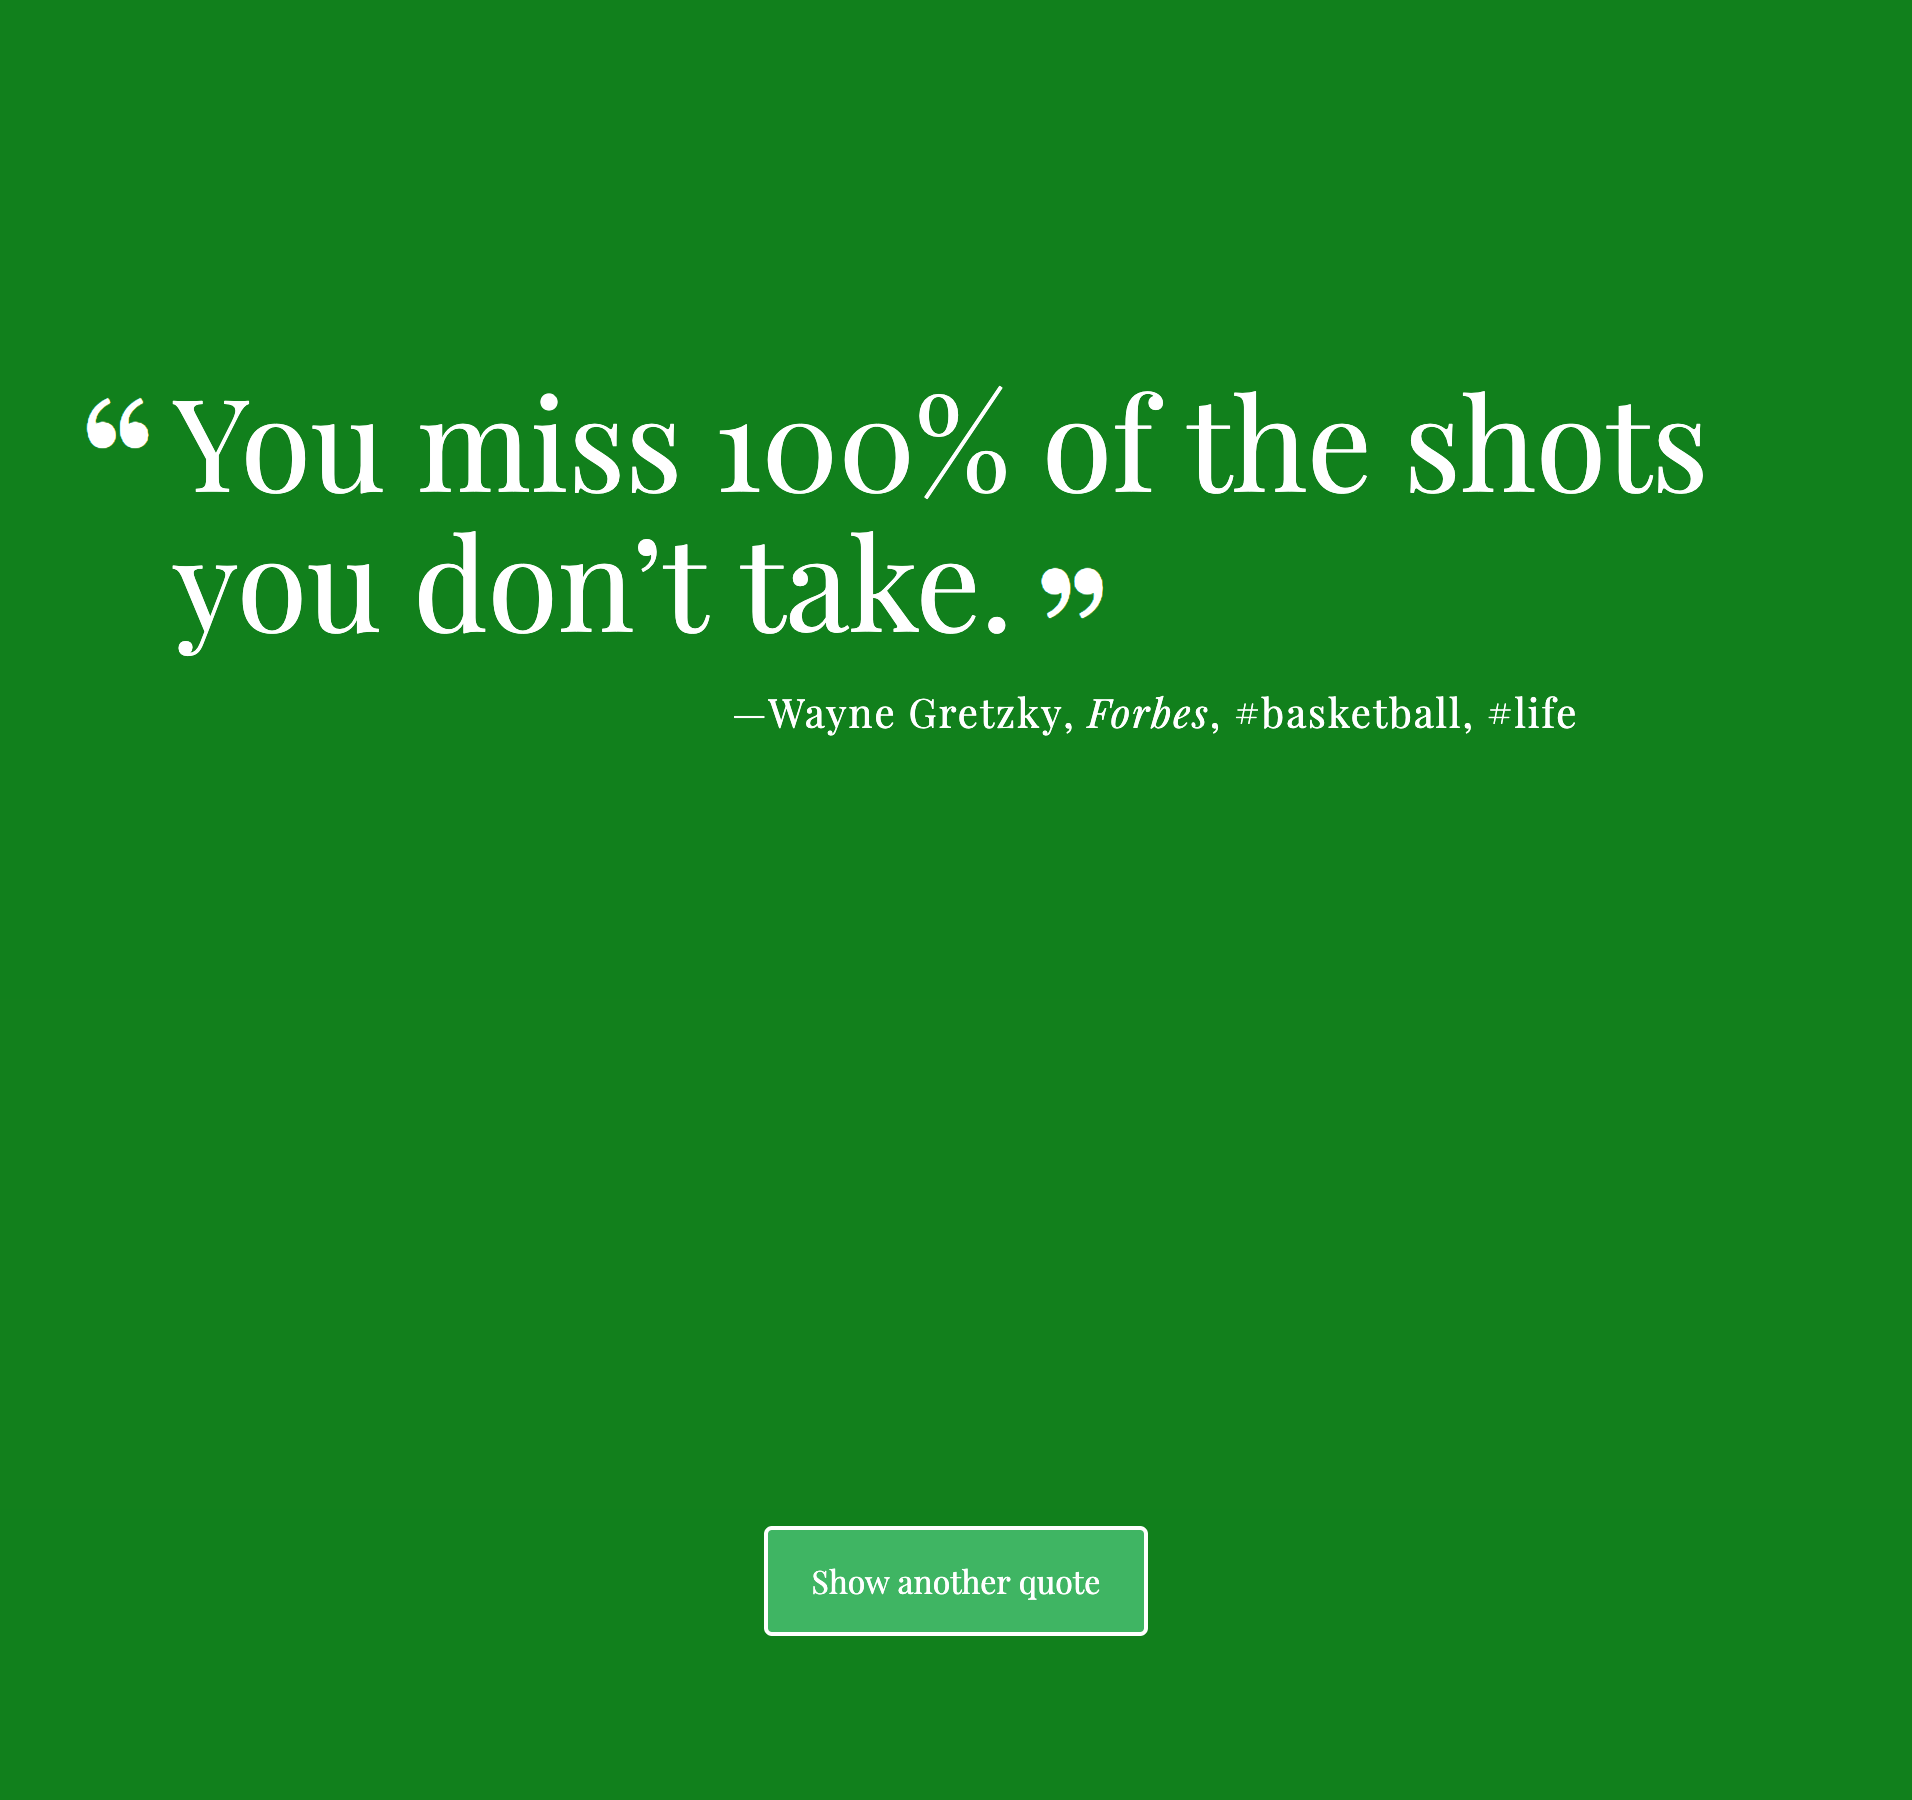 “ You miss 100% of the shots
you don’t take. ”
—Wayne Gretzky, Forbes, #basketball, #life
Show another quote